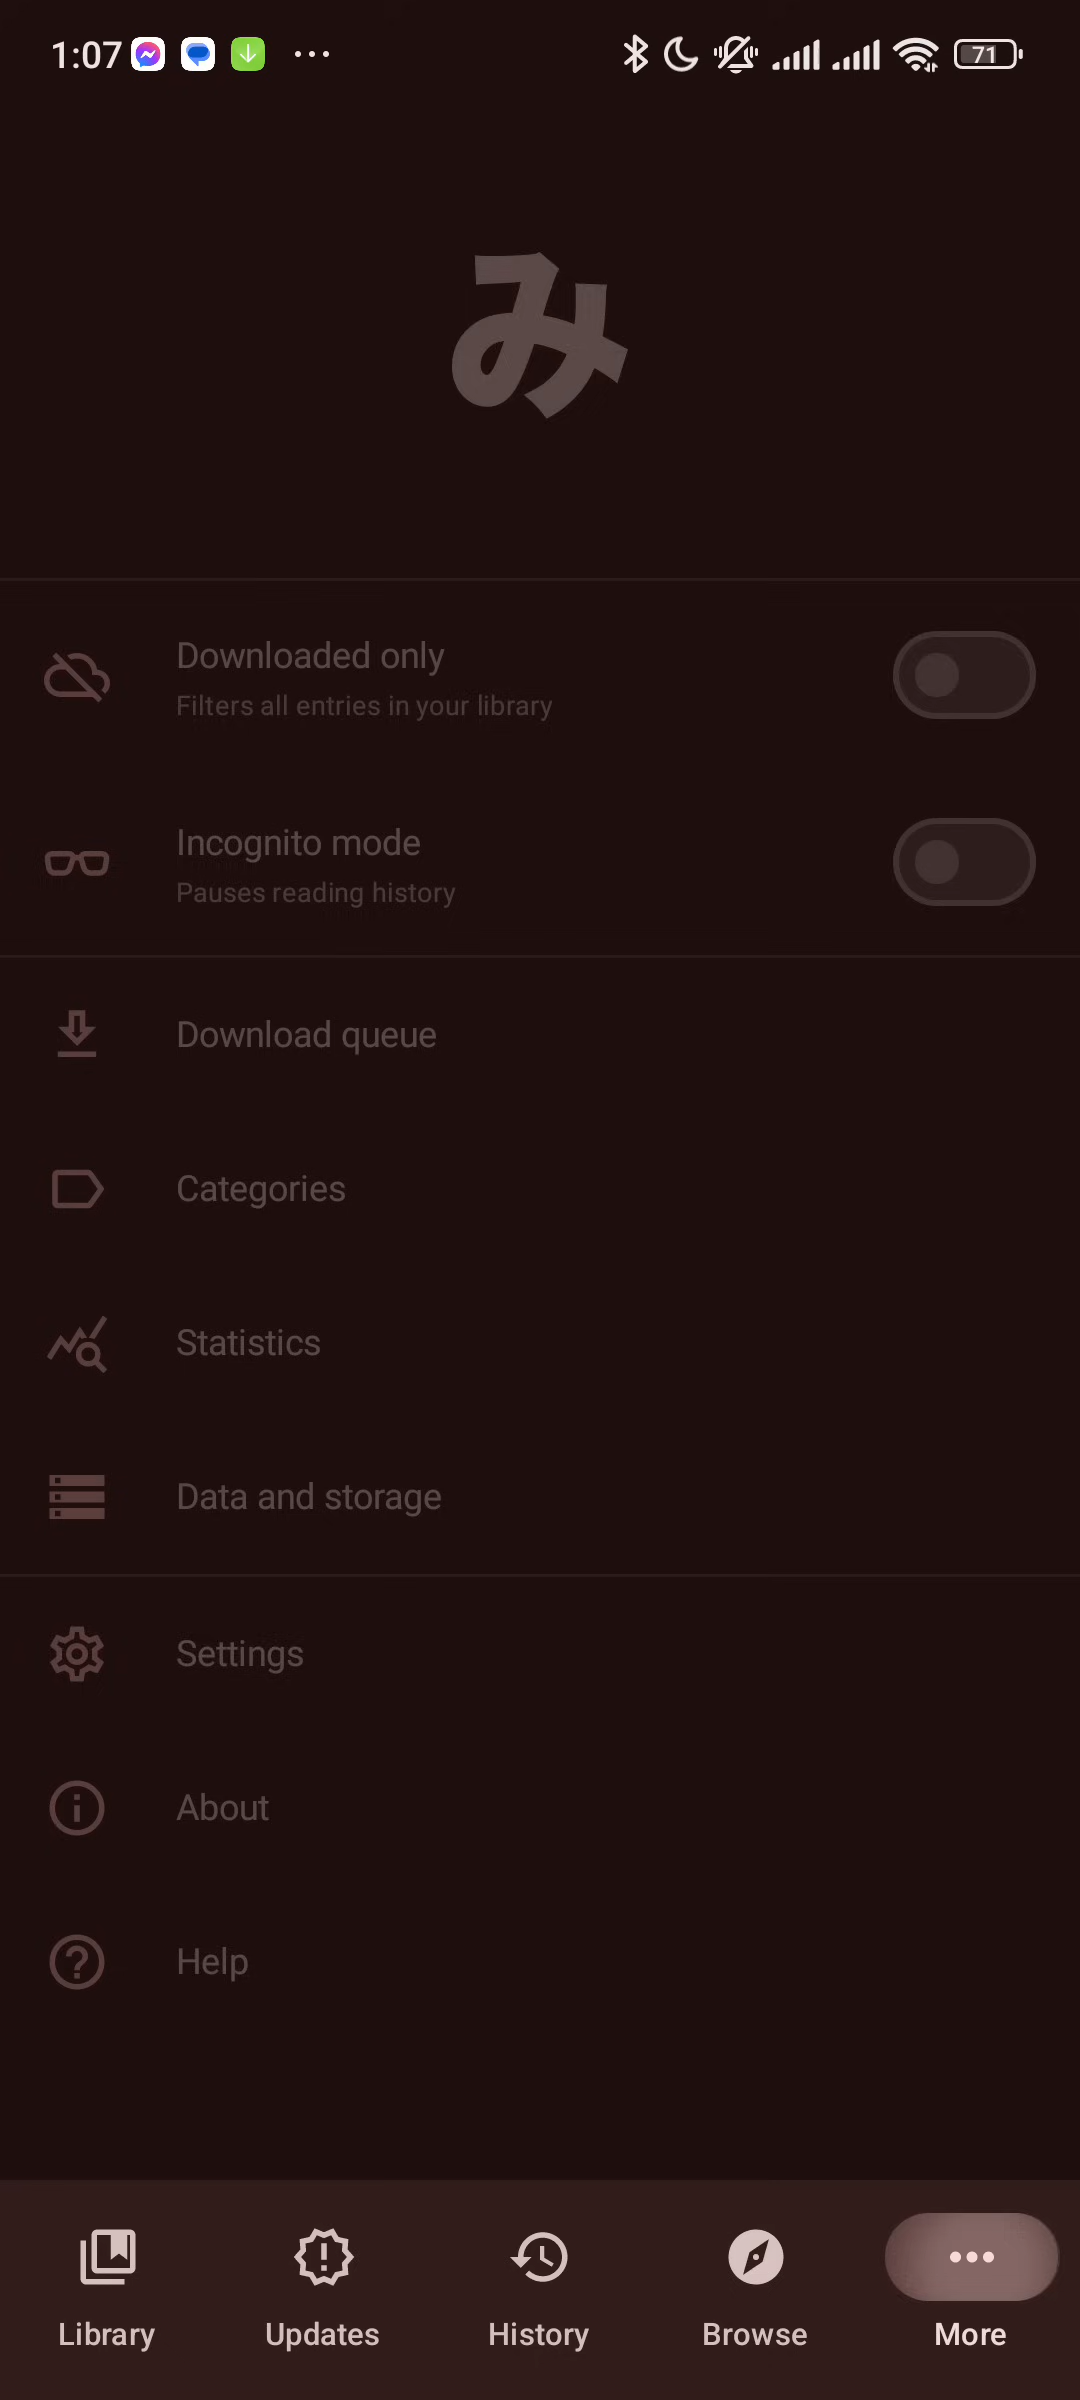 1:07
71
み
Downloaded only
Filters all entries in your library
Incognito mode
Pauses reading history
Download queue
Categories
Statistics
Data and storage
Settings
About
Help
Library Updates History Browse More